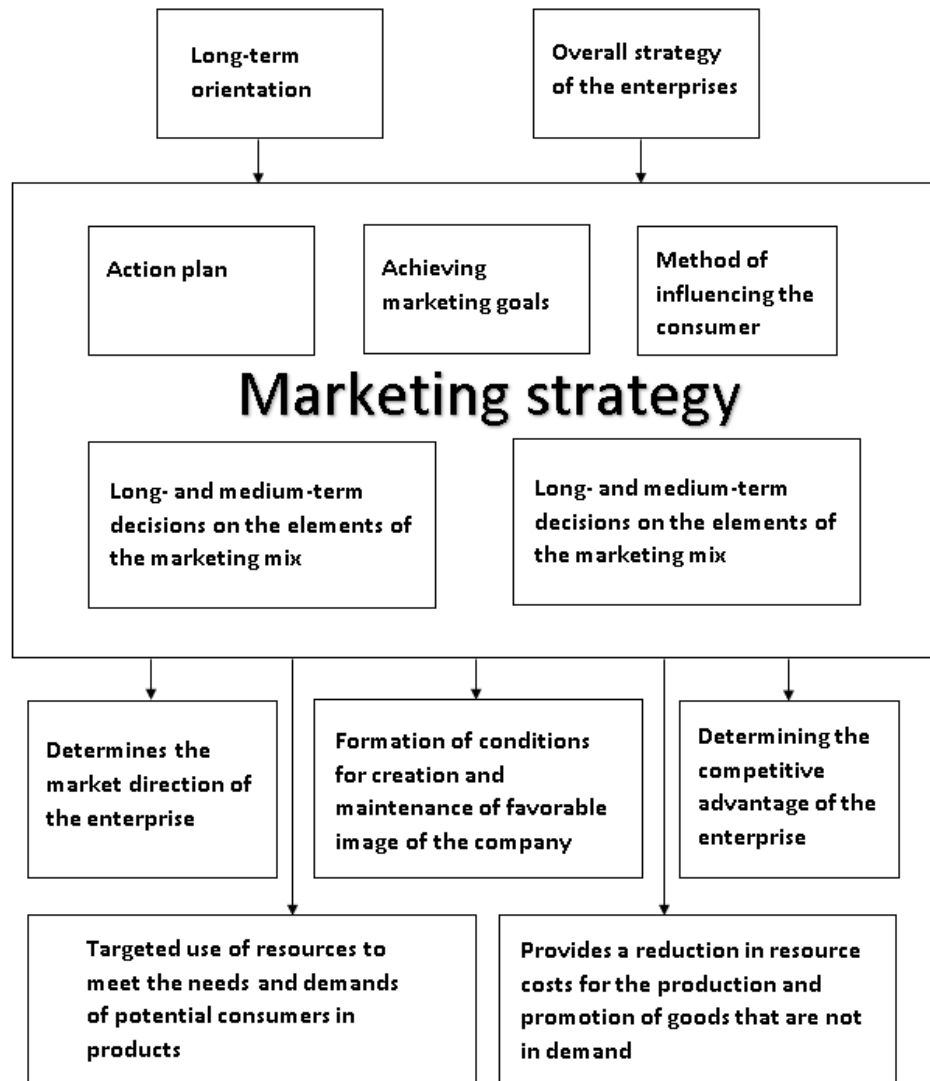 Long-term
orientation
Overall strategy
of the enterprises
Action plan
Achieving
marketing goals
Method of
influencing the
consumer
Marketing strategy
Long- and medium-term
decisions on the elements of
the marketing mix
Long- and medium-term
decisions on the elements of
the marketing mix
Determines the
market direction of
the enterprise
Formation of conditions
for creation and
maintenance of favorable
image of the company
Determining the
competitive
advantage of the
enterprise
Targeted use of resources to
meet the needs and demands
of potential consumers in
products
Provides a reduction in resource
costs for the production and
promotion of goods that are not
in demand